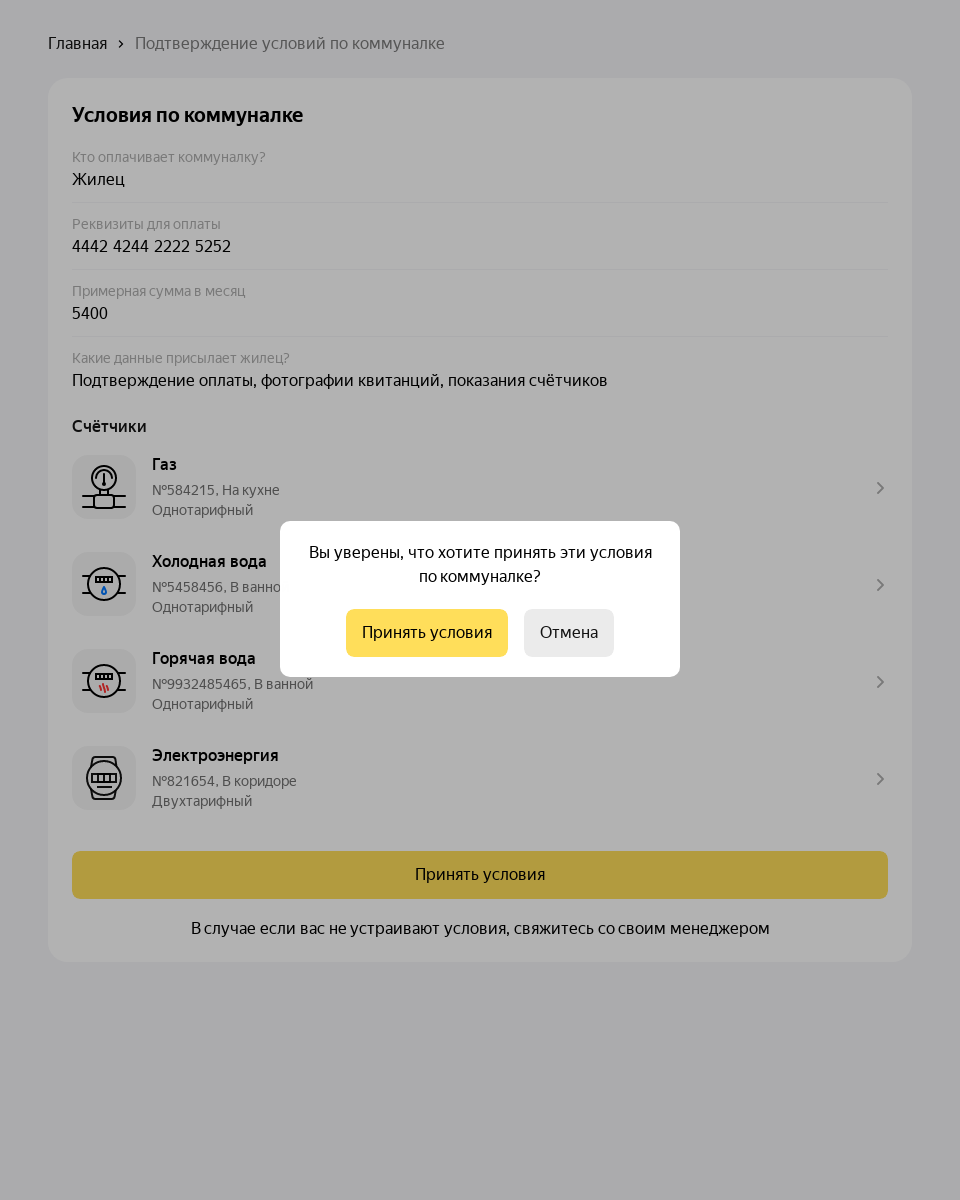 Главная
Подтверждение условий по коммуналке
Условия по коммуналке
Кто оплачивает коммуналку?
Жилец
Реквизиты для оплаты
4442 4244 2222 5252
Примерная сумма в месяц
5400
Какие данные присылает жилец?
Подтверждение оплаты, фотографии квитанций, показания счётчиков
Счётчики
Газ
№584215, На кухне
Однотарифный
Холодная вода
№5458456, В ванно
Однотарифный
Горячая вода
№9932485465, В ванной
Однотарифный
Электроэнергия
№821654, В коридоре
Двухтарифный
Вы уверены, что хотите принять эти условия
по коммуналке?
Принять условия
Отмена
Принять условия
В случае если вас не устраивают условия, свяжитесь со своим менеджером